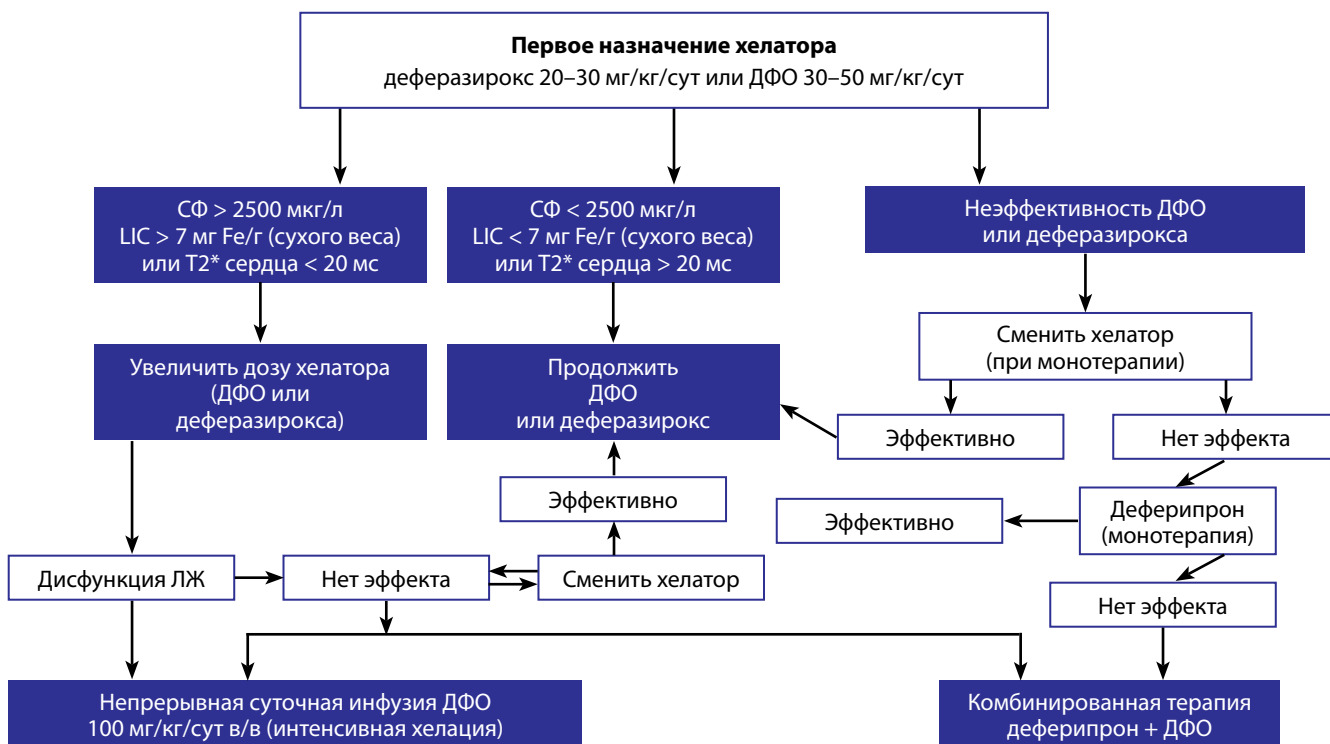 Первое назначение хелатора
деферазирокс 20–30 мг/кг/сут или ДФО 30–50 мг/кг/сут
СФ > 2500 мкг/л
LIC > 7 мг Fe/г (сухого веса)
или T2* сердца < 20 мс
СФ < 2500 мкг/л
LIC < 7 мг Fe/г (сухого веса)
или T2* сердца > 20 мс
Неэффективность ДФО
или деферазирокса
Увеличить дозу хелатора
(ДФО или
деферазирокса)
Продолжить
ДФО
или деферазирокс
Сменить хелатор
(при монотерапии)
Эффективно
Нет эффекта
Эффективно
Эффективно
Деферипрон
(монотерапия)
Дисфункция ЛЖ
Нет эффекта
Сменить хелатор
Нет эффекта
Непрерывная суточная инфузия ДФО
100 мг/кг/сут в/в (интенсивная хелация)
Комбинированная терапия
деферипрон + ДФО